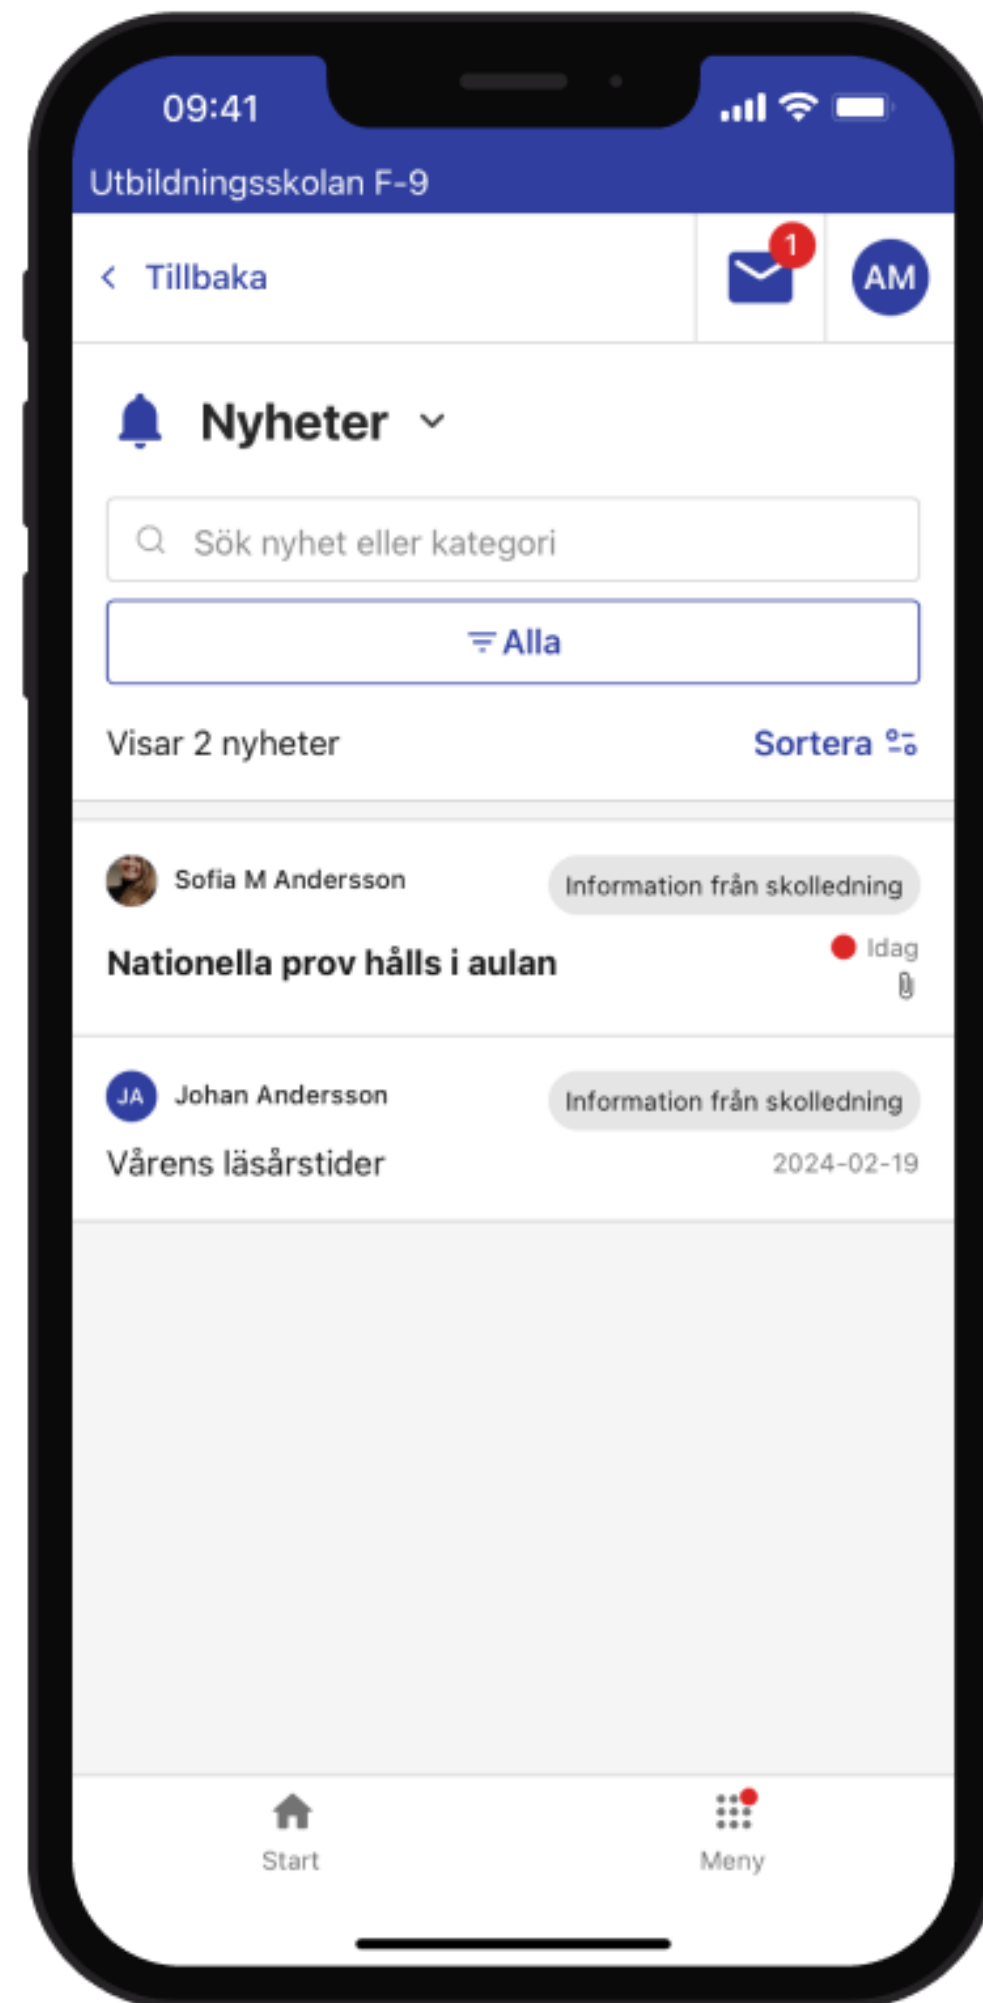 09:41
Utbildningsskolan F-9
Tillbaka
1
AM
Nyheter
Sök nyhet eller kategori
Alla
Visar 2 nyheter
Sortera
Sofia M Andersson
Information från skolledning
Nationella prov hålls i aulan
Idag
JA
Johan Andersson
Information från skolledning
Vårens läsårstider
2024-02-19
Start
Meny